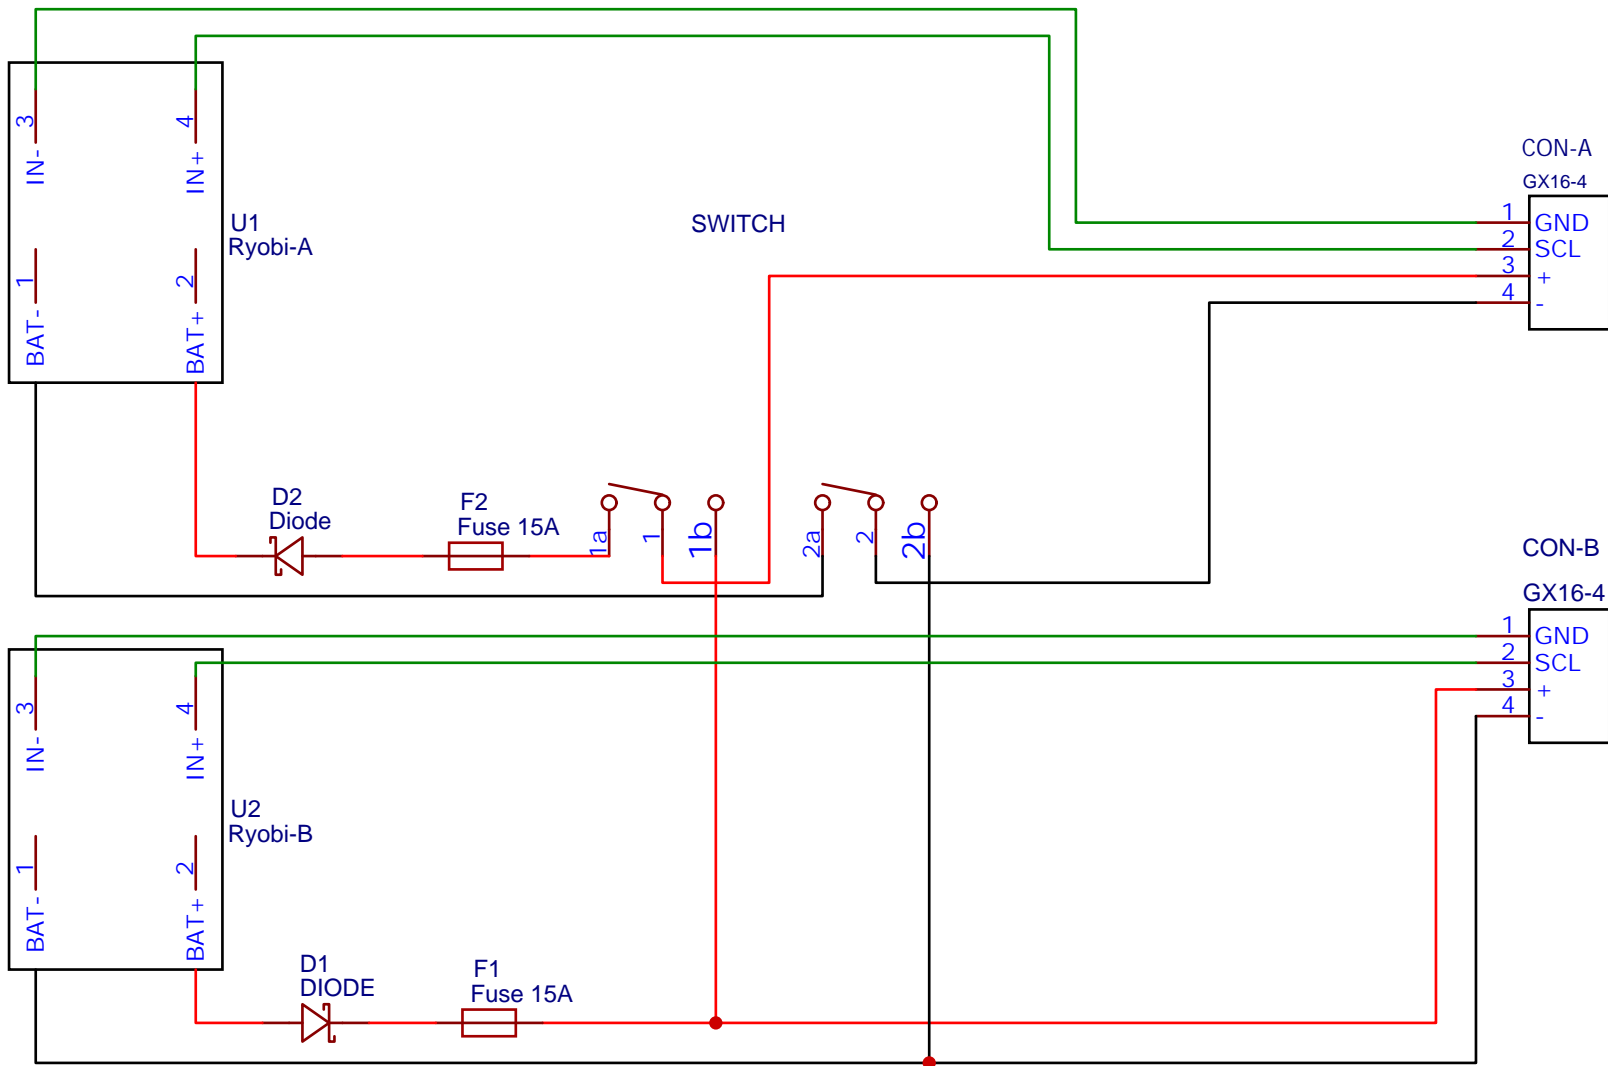 3
IN-
4
IN+
1
BAT-
2
BAT+
U1
Ryobi-A
SWITCH
CON-A
GX16-4
1
GND
2
SCL
3
+
4
-
D2
Diode
F2
Fuse 15A
1a
1
1b
2a
2
2b
CON-B
GX16-4
1
GND
2
SCL
3
+
4
-
3
IN-
4
IN+
1
BAT-
2
BAT+
U2
Ryobi-B
D1
DIODE
F1
Fuse 15A